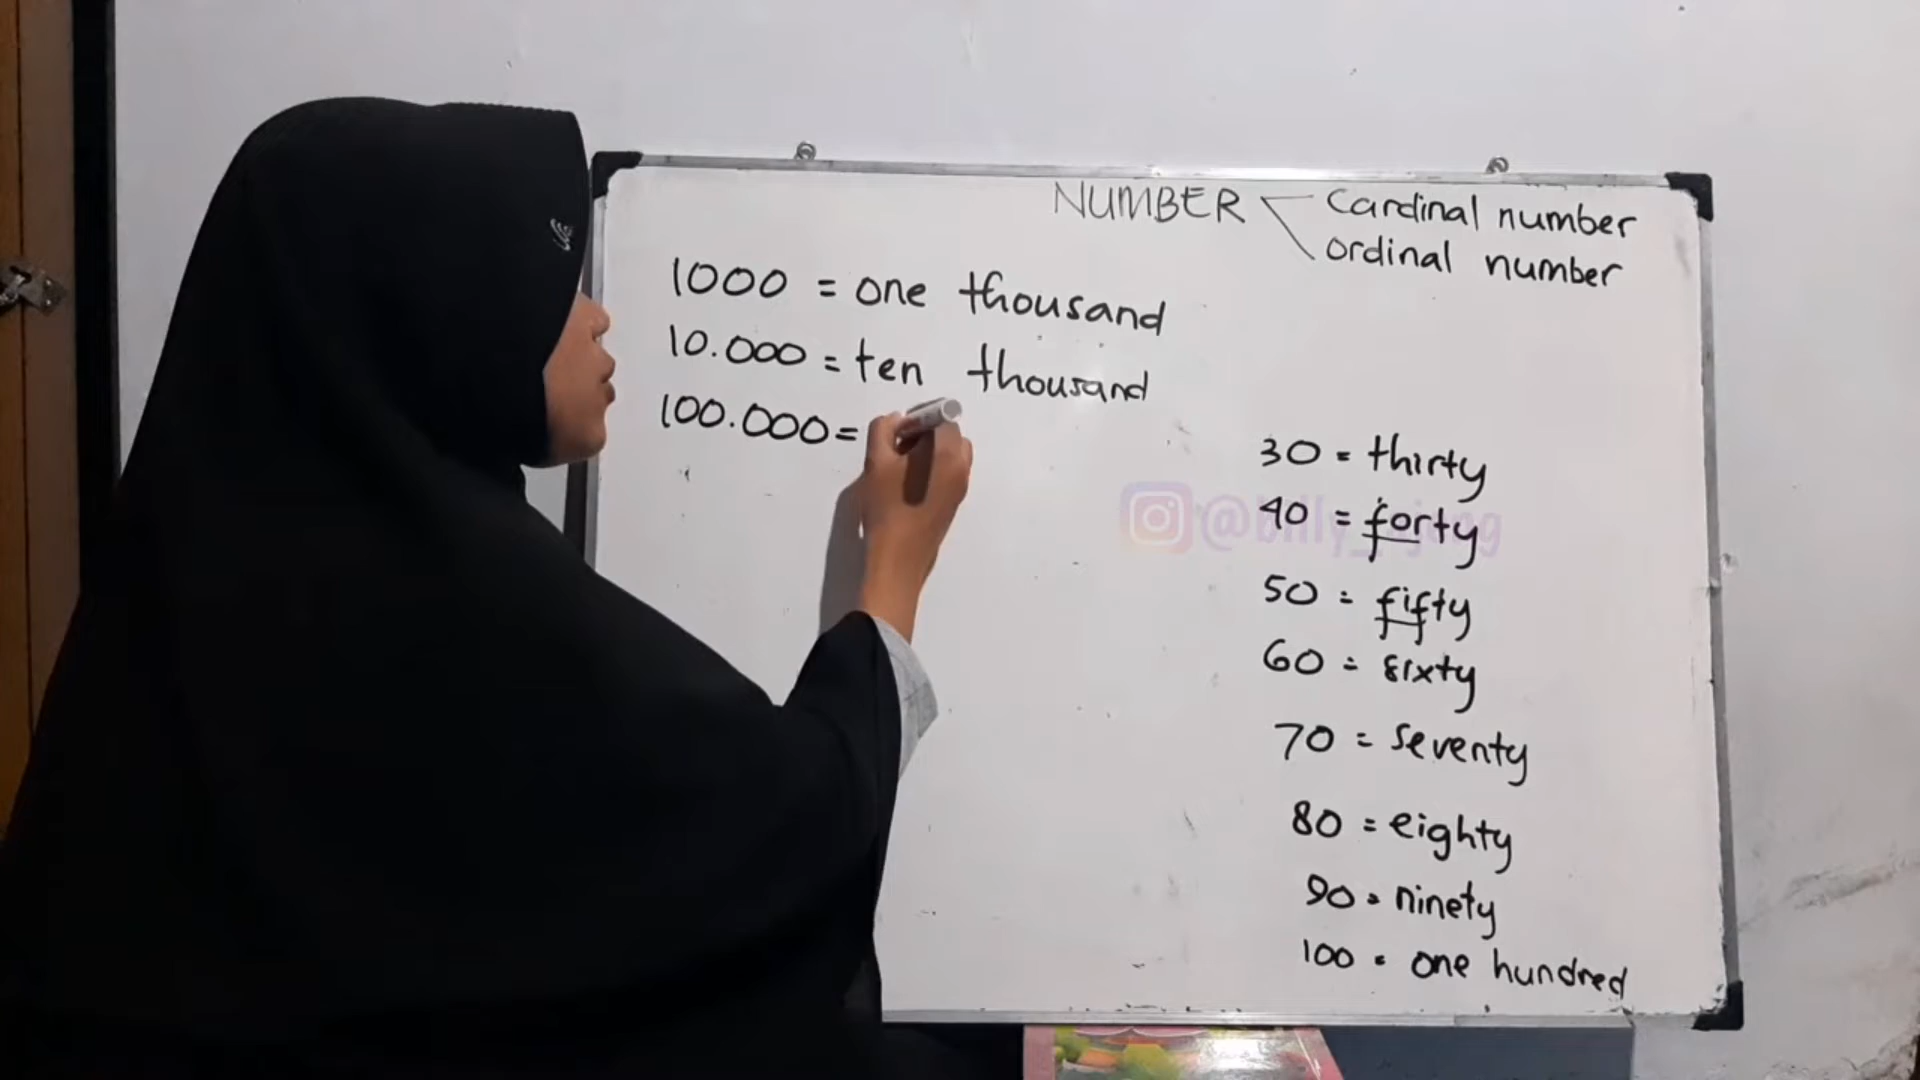 NUMBER
Cardinal number
ordinal number
1000 = one thousand
10.000 = ten thousand
100.000 =
30 = thirty
40 = forty
50 = fifty
60 = sixty
70 = seventy
80 = eighty
90 = ninety
100 = one hundred